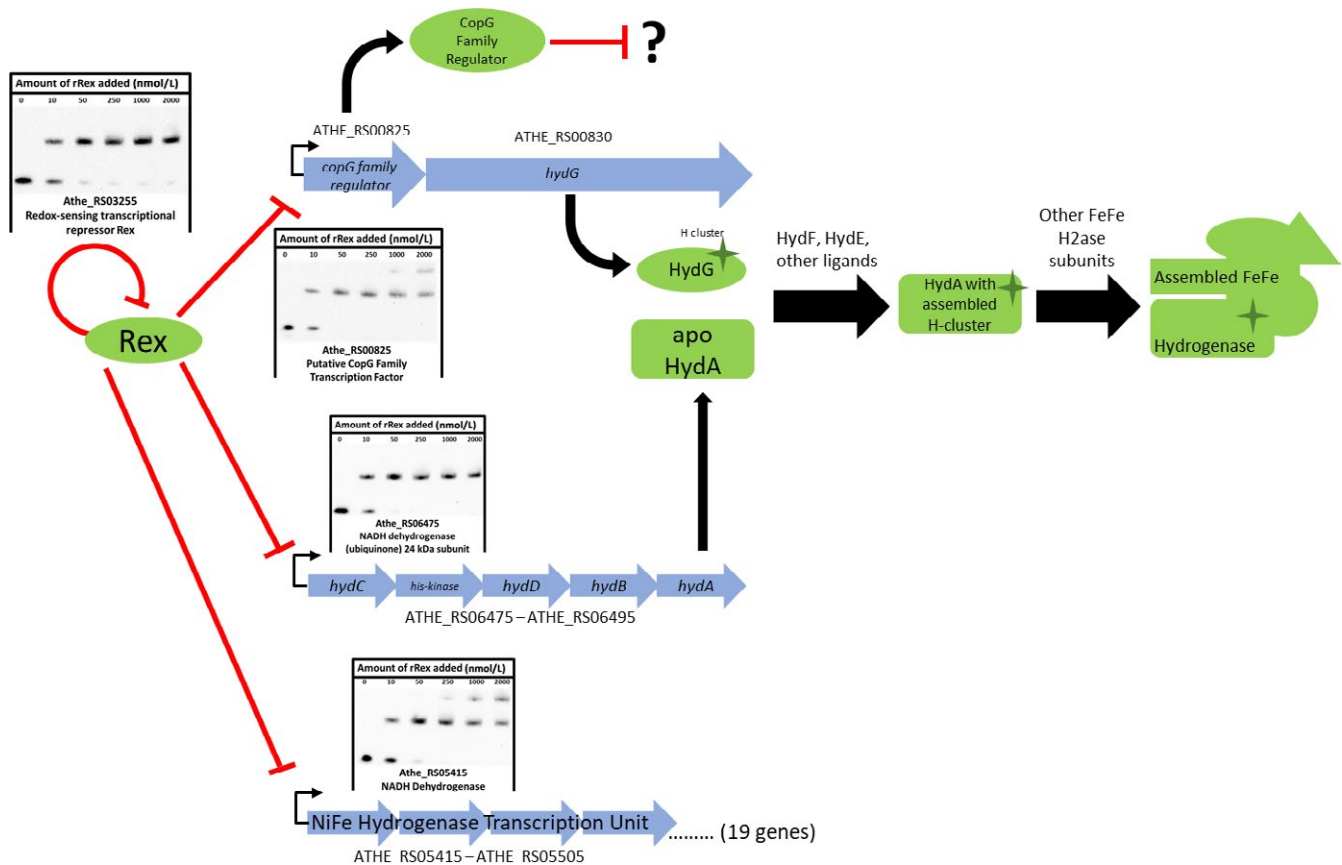 CopG
Family
Regulator
?
Amount of rRex added (nmol/L)
0 10 50 250 1000 2000
Athe_RS03255
Redox-sensing transcriptional
repressor Rex
ATHE_RS00825
ATHE_RS00830
copG family
regulator
hydG
Amount of rRex added (nmol/L)
0 10 50 250 1000 2000
Athe_RS00825
Putative CopG Family
Transcription Factor
H cluster
HydG
apo
HydA
HydF, HydE,
other ligands
HydA with
assembled
H-cluster
Other FeFe
H2ase
subunits
Assembled FeFe
Hydrogenase
Rex
Amount of rRex added (nmol/L)
0 10 50 250 1000 2000
Athe_RS06475
NADH dehydrogenase
(ubiquinone) 24 kDa subunit
hydC his-kinase hydD hydB hydA
ATHE_RS06475 – ATHE_RS06495
Amount of rRex added (nmol/L)
0 10 50 250 1000 2000
Athe_RS05415
NADH Dehydrogenase
NiFe Hydrogenase Transcription Unit ......... (19 genes)
ATHE_RS05415 – ATHE_RS05505